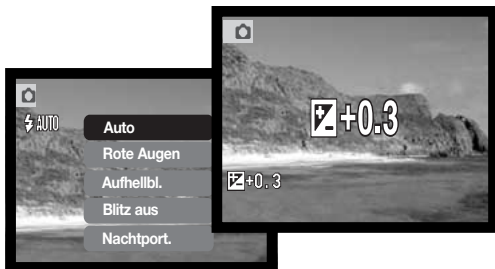 AUTO
Auto
Rote Augen
Aufhellbl.
Blitz aus
Nachtport.
+0.3
+0.3